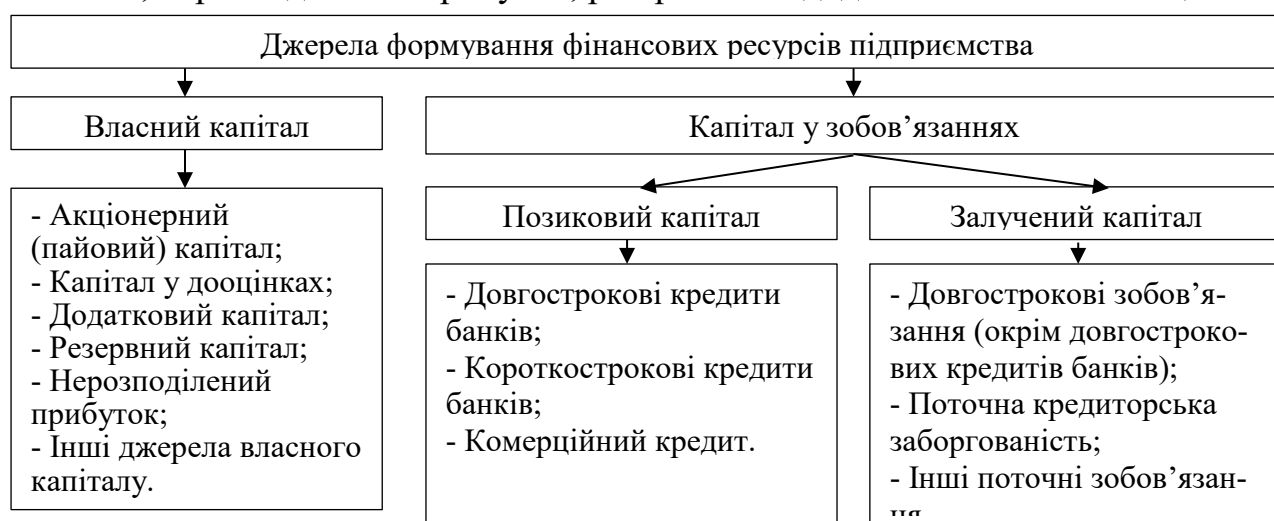 Джерела формування фінансових ресурсів підприємства
Власний капітал
Капітал у зобов’язаннях
- Акціонерний
(пайовий) капітал;
- Капітал у дооцінках;
- Додатковий капітал;
- Резервний капітал;
- Нерозподілений
прибуток;
- Інші джерела власного
капіталу.
Позиковий капітал
Залучений капітал
- Довгострокові кредити
банків;
- Короткострокові кредити
банків;
- Комерційний кредит.
- Довгострокові зобов’я-
зання (окрім довгостроко-
вих кредитів банків);
- Поточна кредиторська
заборгованість;
- Інші поточні зобов’язан-
ня